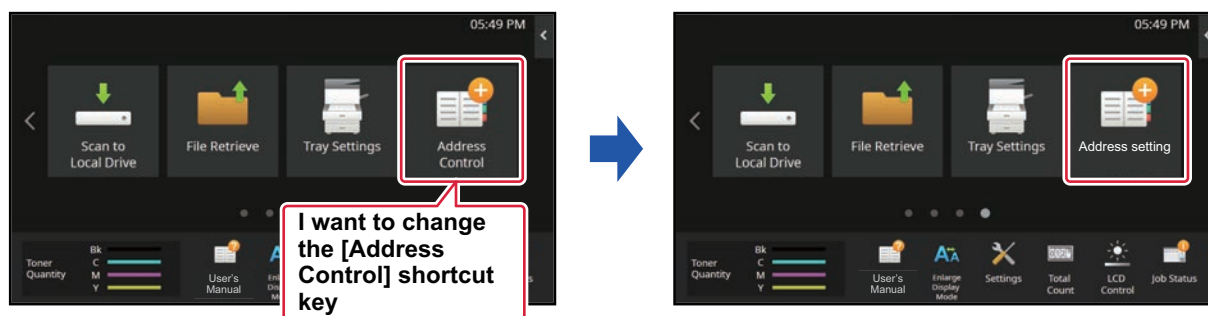 05:49 PM
Scan to
Local Drive
File Retrieve
Tray Settings
Address
Control
I want to change
the [Address
Control] shortcut
key
Toner
Quantity
Bk
C
M
Y
User's
Manual
05:49 PM
Scan to
Local Drive
File Retrieve
Tray Settings
Address setting
Toner
Quantity
Bk
C
M
Y
User's
Manual
Enlarge
Display
Mode
Settings
Total
Count
LCD
Control
Job Status